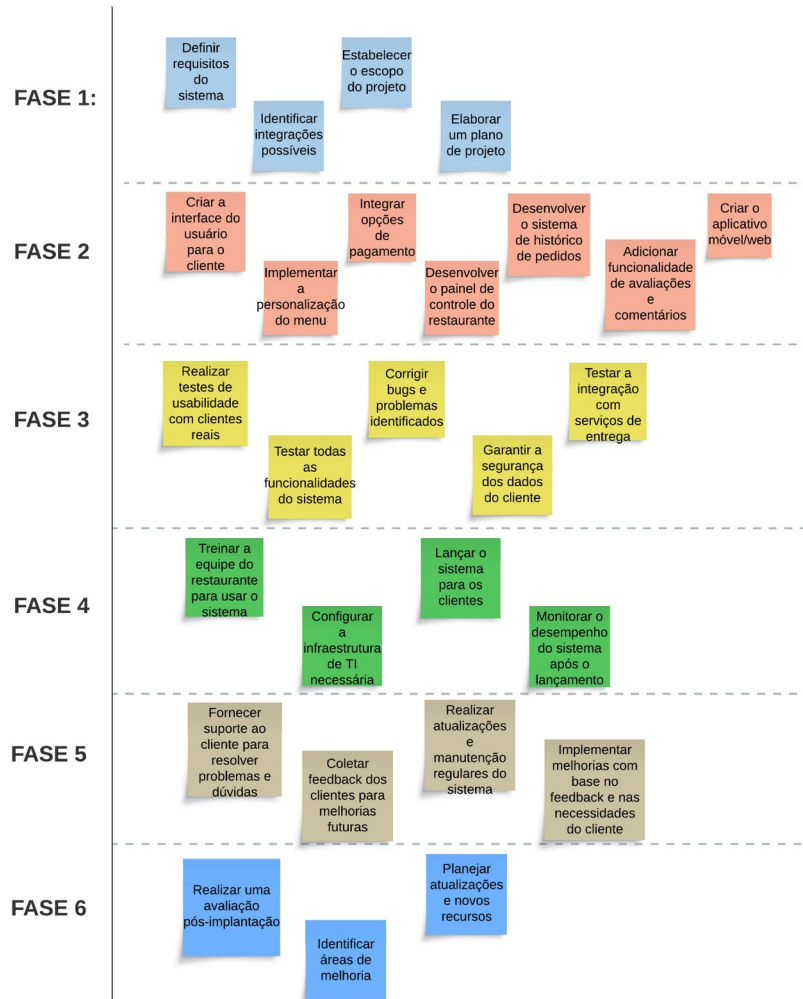 FASE 1:
Definir
requisitos
do
sistema
Identificar
integrações
possíveis
Estabelecer
o escopo
do projeto
Elaborar
um plano
de projeto
FASE 2
Criar a
interface do
usuário
para o
cliente
Implementar
a
personalização
do menu
Integrar
opções
de
pagamento
Desenvolver
o painel de
controle do
restaurante
Desenvolver
o sistema
de histórico
de pedidos
Adicionar
funcionalidade
de avaliações
e
comentários
Criar o
aplicativo
móvel/web
FASE 3
Realizar
testes de
usabilidade
com clientes
reais
Testar todas
as
funcionalidades
do sistema
Corrigir
bugs e
problemas
identificados
Garantir a
segurança
dos dados
do cliente
Testar a
integração
com
serviços de
entrega
FASE 4
Treinar a
equipe do
restaurante
para usar o
sistema
Configurar
a
infraestrutura
de TI
necessária
Lançar o
sistema
para os
clientes
Monitorar o
desempenho
do sistema
após o
lançamento
FASE 5
Fornecer
suporte ao
cliente para
resolver
problemas e
dúvidas
Coletar
feedback dos
clientes para
melhorias
futuras
Realizar
atualizações
e
manutenção
regulares do
sistema
Implementar
melhorias com
base no
feedback e nas
necessidades
do cliente
FASE 6
Realizar uma
avaliação
pós-implantação
Identificar
áreas de
melhoria
Planejar
atualizações
e novos
recursos